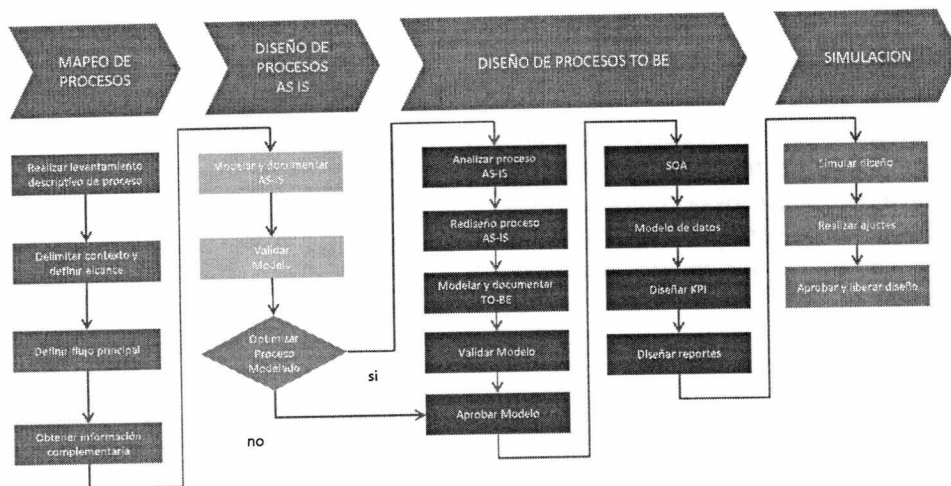 MAPEO DE
PROCESOS
DISEÑO DE
PROCESOS
AS IS
DISEÑO DE PROCESOS TO BE
SIMULACION
Realizar levantamiento
descriptivo de proceso
Delimitar contexto y
definir alcance
Definir flujo principal
Obtener información
complementaria
Modelar y documentar
AS-IS
Validar
Modelo
Optimizar
Proceso
Modelado
si
no
Analizar proceso
AS-IS
Rediseño proceso
AS-IS
Modelar y documentar
TO-BE
Validar Modelo
Aprobar Modelo
SOA
Modelo de datos
Diseñar KPI
Diseñar reportes
Simular diseño
Realizar ajustes
Aprobar y liberar diseño